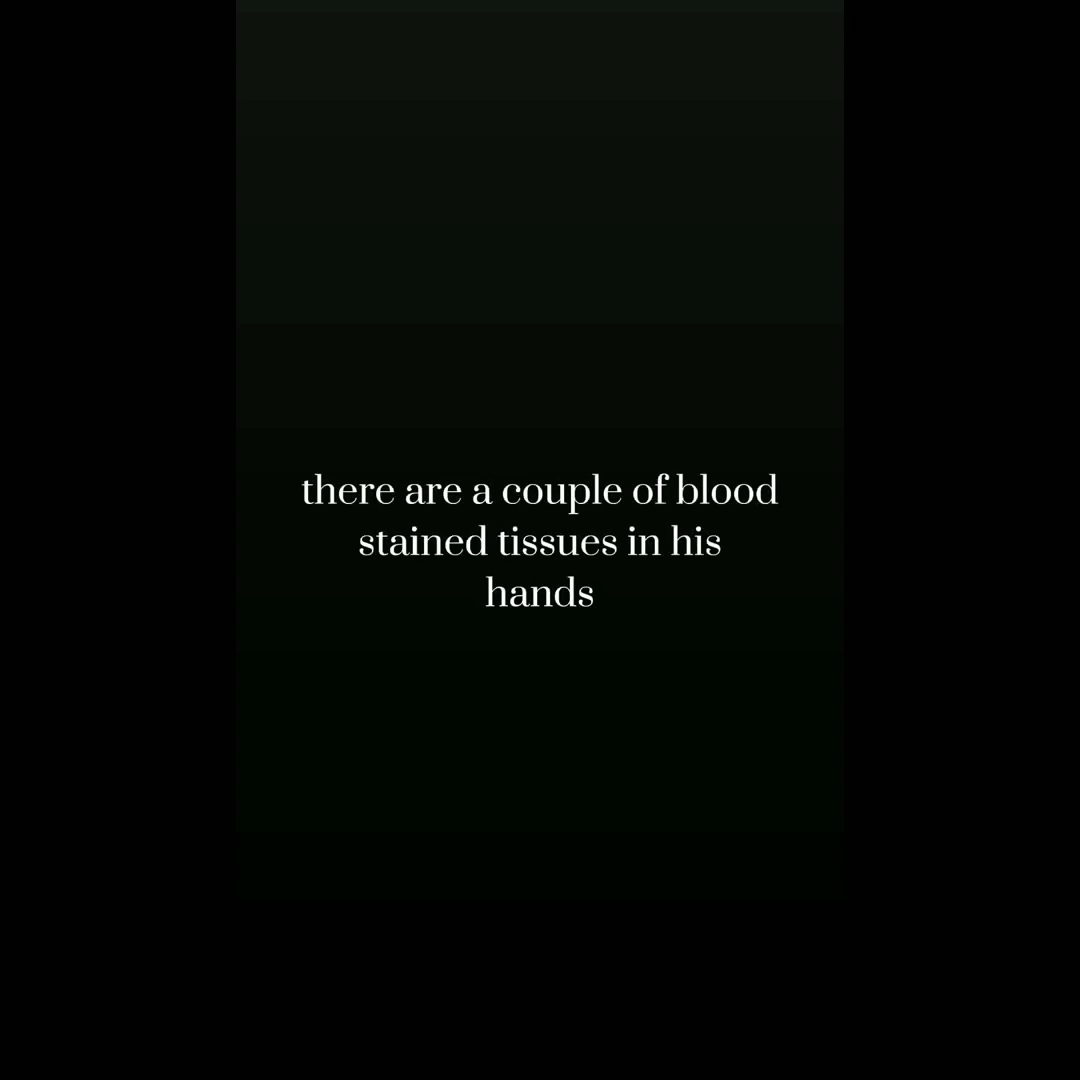 there are a couple of blood
stained tissues in his
hands